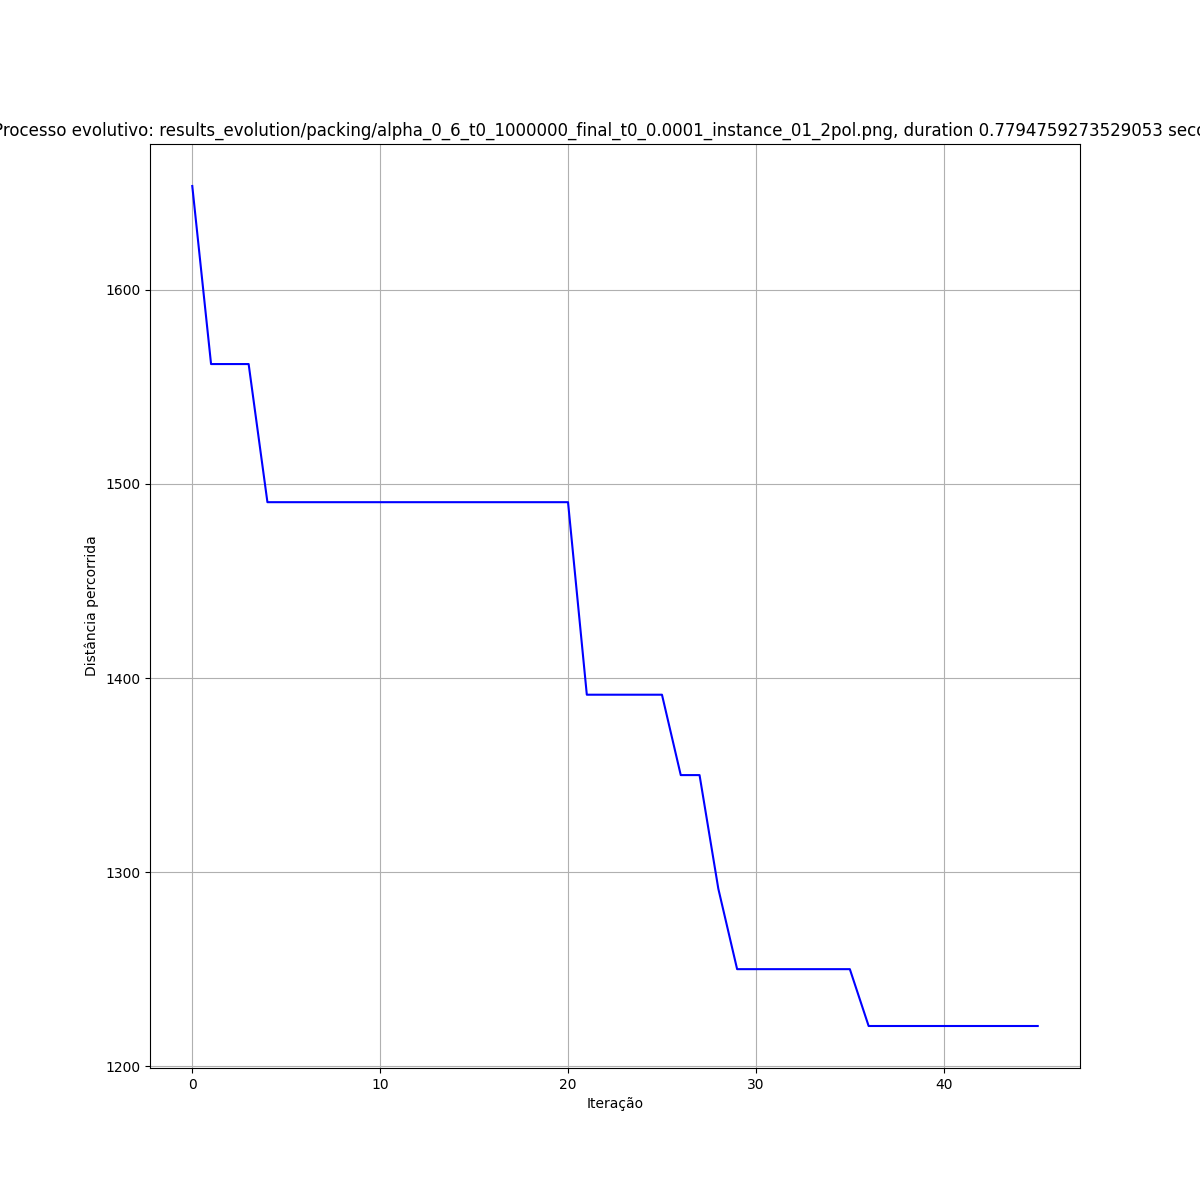 Processo evolutivo: results_evolution/packing/alpha_0_6_t0_1000000_final_t0_0.0001_instance_01_2pol.png, duration 0.7794759273529053
1600
1500
1400
1300
1200
Distância percorrida
0 10 20 30 40
Iteração